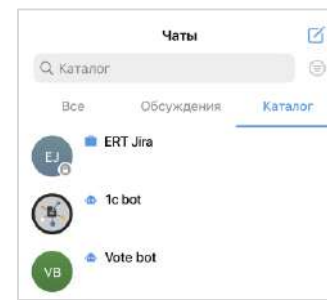 Чаты
Каталог
Все Обсуждения Каталог
EJ ERT Jira
1c bot
VB Vote bot